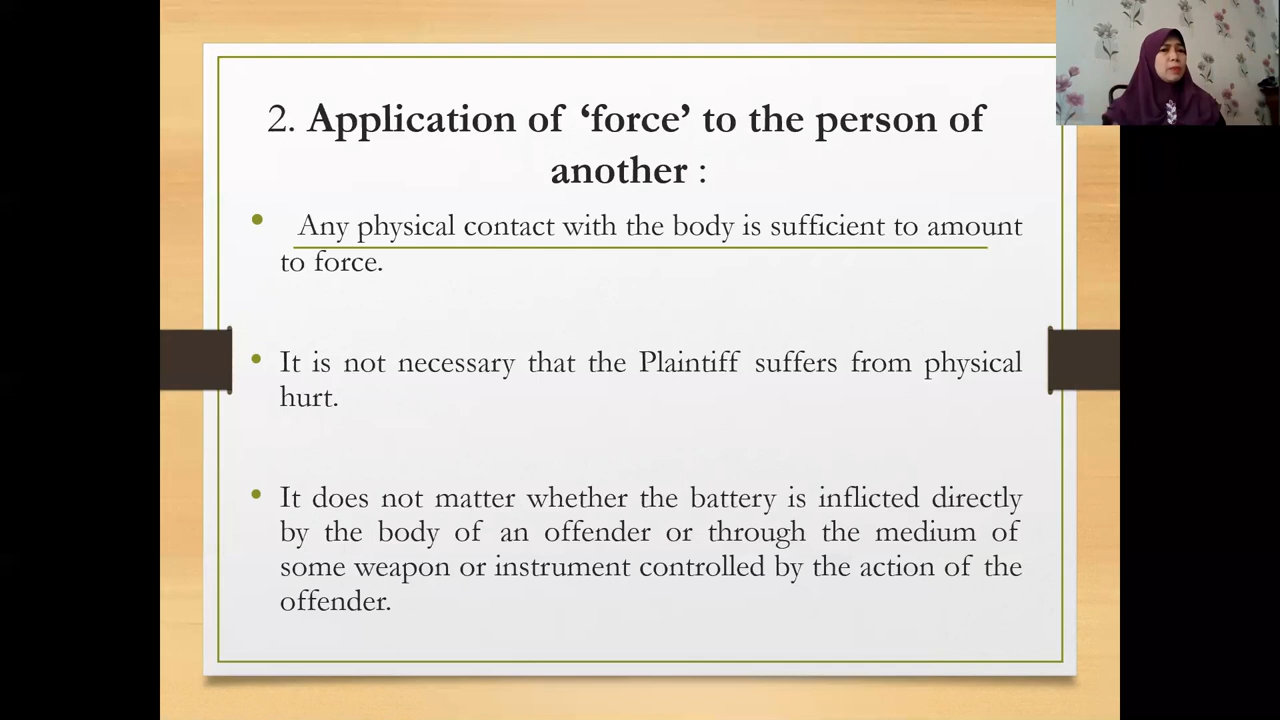 2. Application of ‘force’ to the person of
another :
• Any physical contact with the body is sufficient to amount
to force.
• It is not necessary that the Plaintiff suffers from physical
hurt.
• It does not matter whether the battery is inflicted directly
by the body of an offender or through the medium of
some weapon or instrument controlled by the action of the
offender.